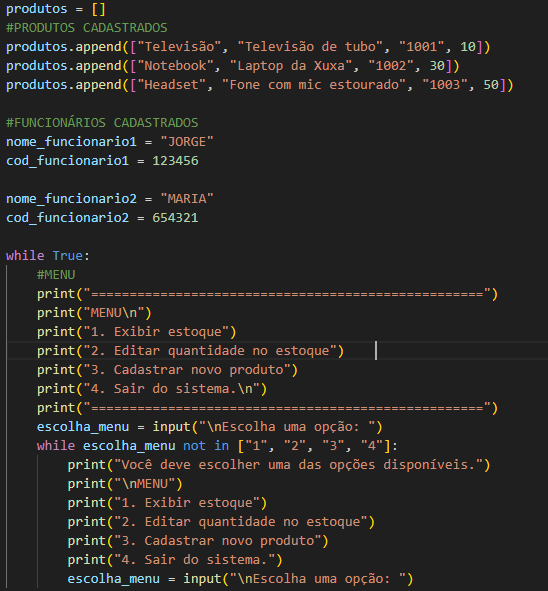 produtos = []
#PRODUTOS CADASTRADOS
produtos.append(["Televisão", "Televisão de tubo", "1001", 10])
produtos.append(["Notebook", "Laptop da Xuxa", "1002", 30])
produtos.append(["Headset", "Fone com mic estourado", "1003", 50])

#FUNCIONÁRIOS CADASTRADOS
nome_funcionario1 = "JORGE"
cod_funcionario1 = 123456

nome_funcionario2 = "MARIA"
cod_funcionario2 = 654321

while True:
    #MENU
    print("===================================================")
    print("MENU\n")
    print("1. Exibir estoque")
    print("2. Editar quantidade no estoque")
    print("3. Cadastrar novo produto")
    print("4. Sair do sistema.\n")
    print("===================================================")
    escolha_menu = input("\nEscolha uma opção: ")
    while escolha_menu not in ["1", "2", "3", "4"]:
        print("Você deve escolher uma das opções disponíveis.")
        print("\nMENU")
        print("1. Exibir estoque")
        print("2. Editar quantidade no estoque")
        print("3. Cadastrar novo produto")
        print("4. Sair do sistema.")
        escolha_menu = input("\nEscolha uma opção: ")